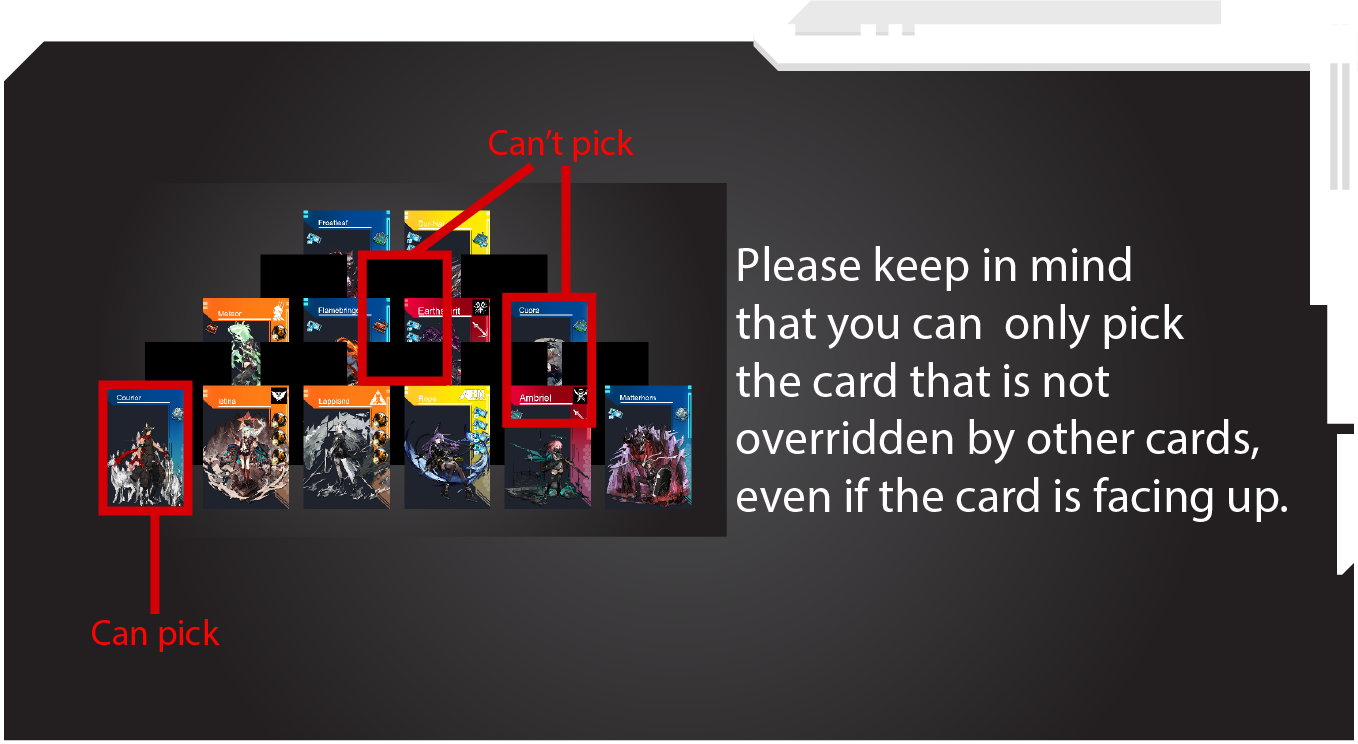 Can't pick
Frostleaf
Meteor
Flamebringer
Earthspirit
Cuora
Courier
Istina
Lappland
Rope
Ambriel
Matterhorn
Please keep in mind
that you can  only pick
the card that is not
overridden by other cards,
even if the card is facing up.
Can pick